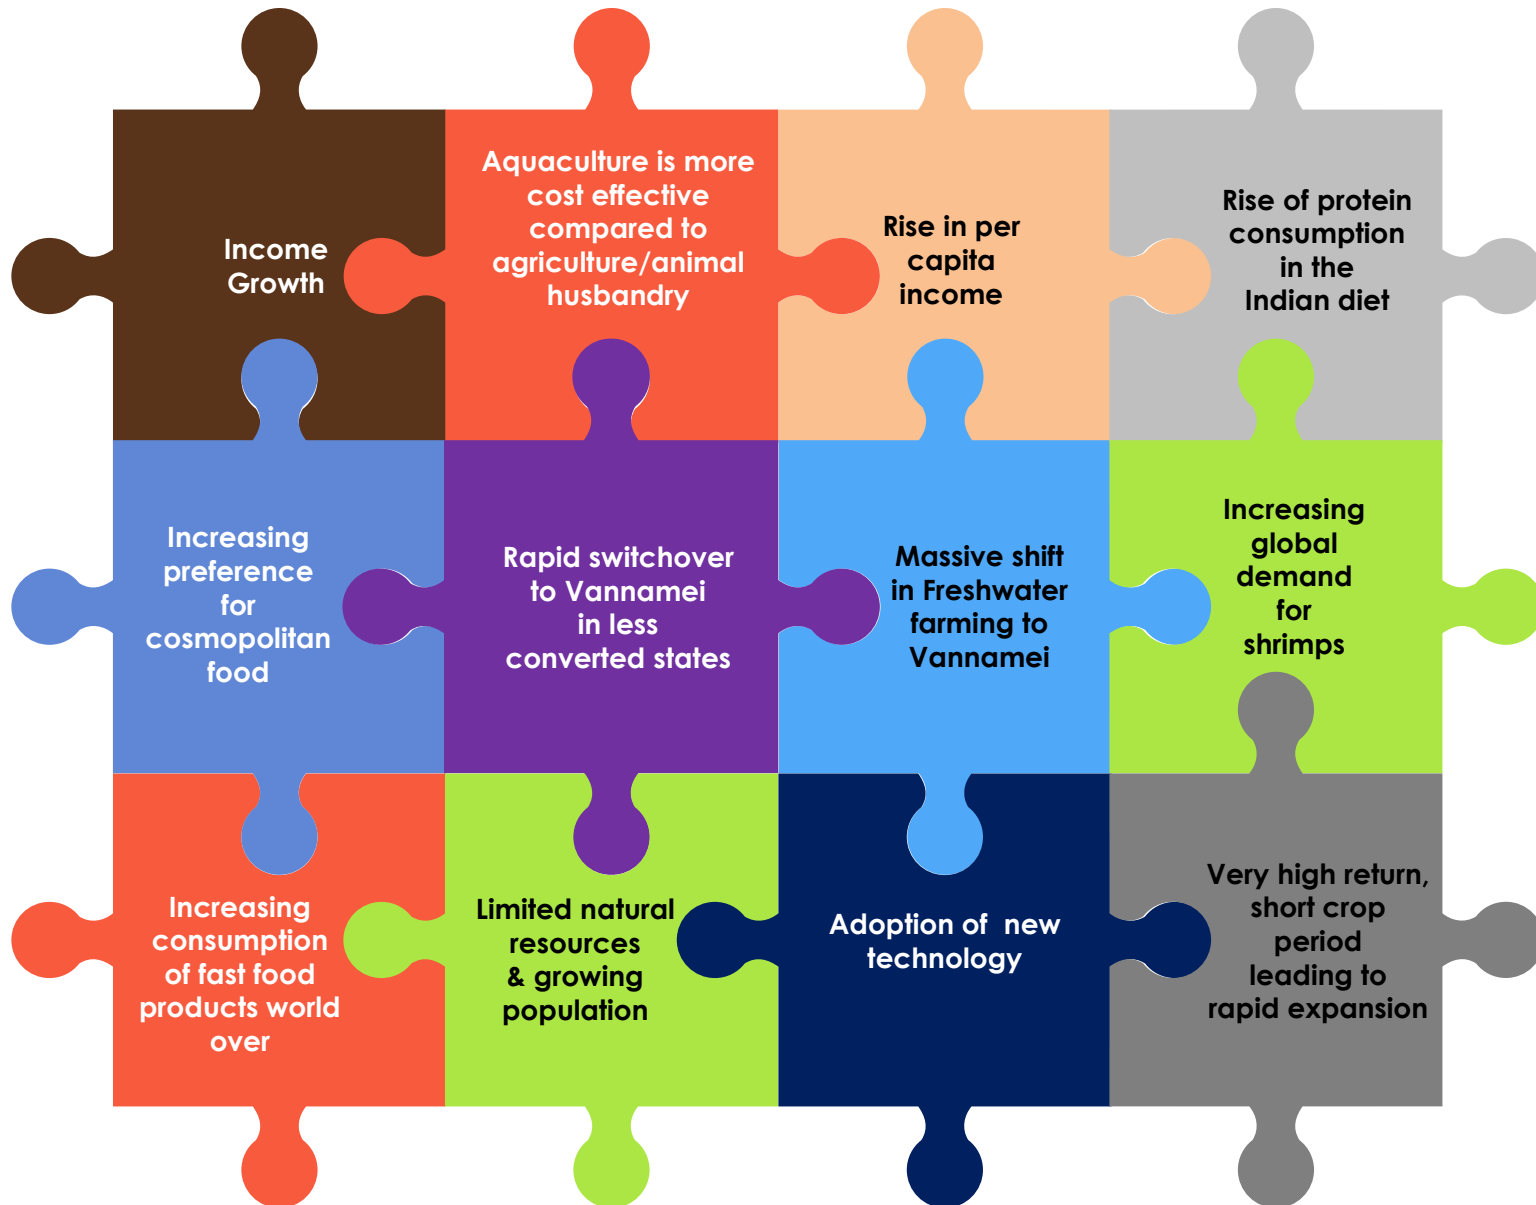 Income
Growth
Aquaculture is more
cost effective
compared to
agriculture/animal
husbandry
Rise in per
capita
income
Rise of protein
consumption
in the
Indian diet
Increasing
preference
for
cosmopolitan
food
Rapid switchover
to Vannamei
in less
converted states
Massive shift
in Freshwater
farming to
Vannamei
Increasing
global
demand
for
shrimps
Increasing
consumption
of fast food
products world
over
Limited natural
resources
& growing
population
Adoption of  new
technology
Very high return,
short crop
period
leading to
rapid expansion